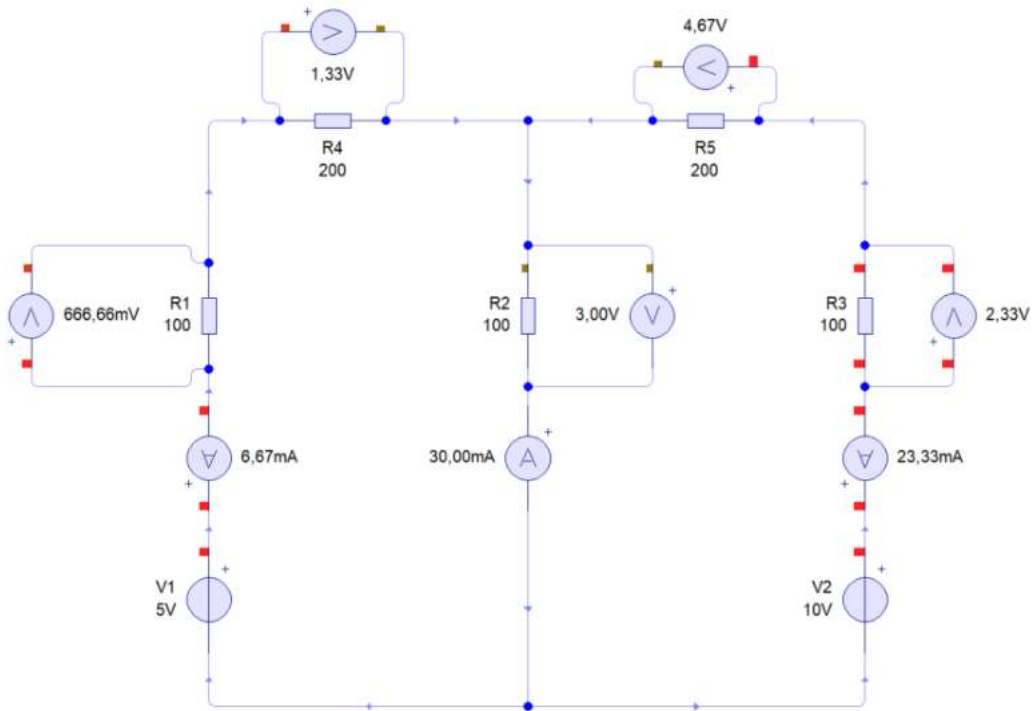 1,33V
4,67V
R4
200
R5
200
666,66mV
R1
100
R2
100
3,00V
R3
100
2,33V
6,67mA
30,00mA
23,33mA
V1
5V
V2
10V